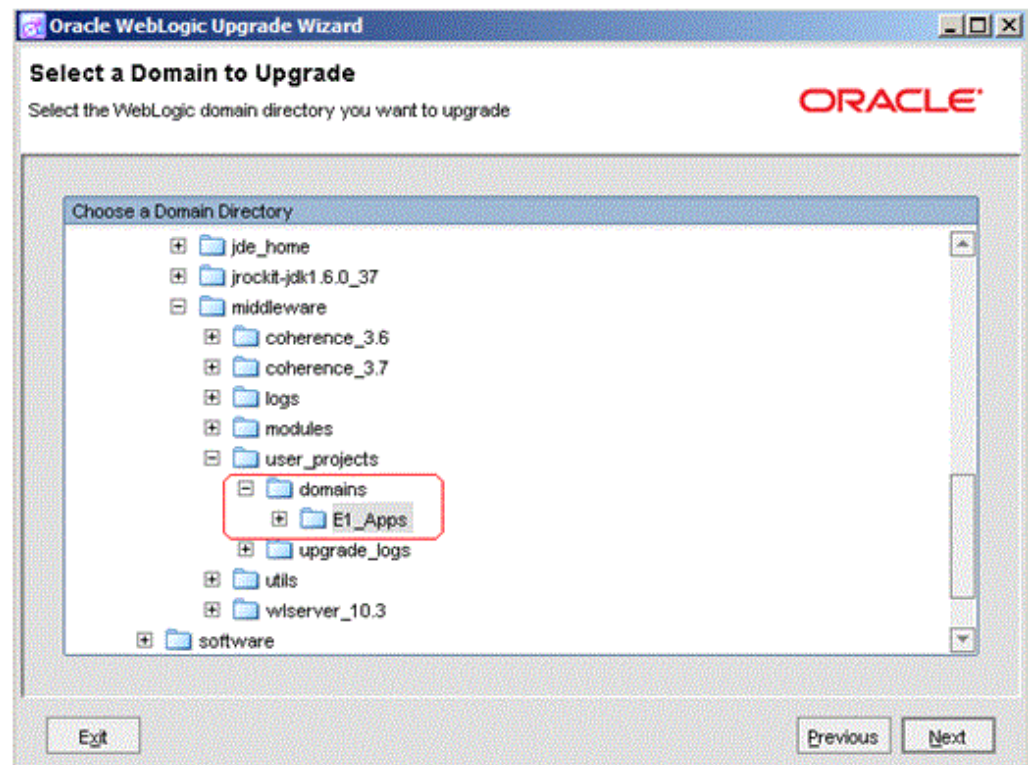 Oracle WebLogic Upgrade Wizard
Select a Domain to Upgrade
Select the WebLogic domain directory you want to upgrade
ORACLE
Choose a Domain Directory
jde_home
jrockit-jdk1.6.0_37
middleware
coherence_3.6
coherence_3.7
logs
modules
user_projects
domains
E1_Apps
upgrade_logs
utils
wlserver_10.3
software
Exit
Previous
Next